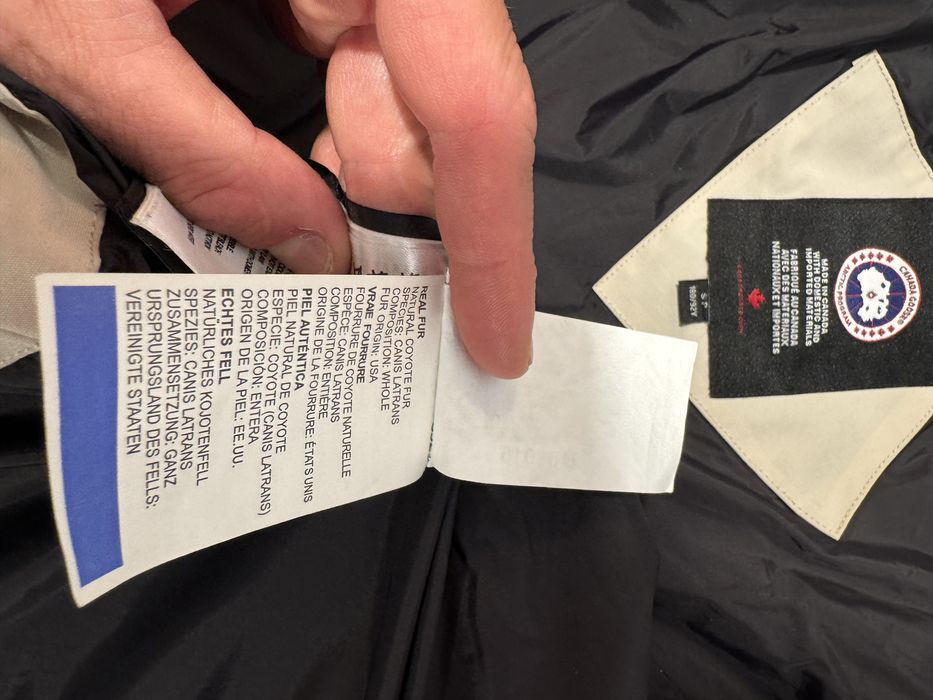 REAL FUR
NATURAL COYOTE FUR
SPECIES: CANIS LATRANS
COMPOSITION: WHOLE
FUR ORIGIN: USA
VRAIE FOURRURE
FOURRURE DE COYOTE NATURELLE
ESPÈCE: CANIS LATRANS
COMPOSITION: ENTIÈRE
ORIGINE DE LA FOURRURE: ÉTATS UNIS
PIEL AUTENTICA
PIEL NATURAL DE COYOTE
ESPECIE: COYOTE (CANIS LATRANS)
COMPOSICIÓN: ENTERA
ORIGEN DE LA PIEL: EE.UU.
ECHTES FELL
NATÜRLICHES KOJOTENFELL
SPEZIES: CANIS LATRANS
ZUSAMMENSETZUNG: GANZ
URSPRUNGSLAND DES FELLS:
VEREINIGTE STAATEN
CANADA GOOSE®
ARCTIC PROGRAM
MADE IN CANADA
WITH DOMESTIC AND
IMPORTED MATERIALS
FABRIQUÉ AU CANADA
AVEC DES MATÉRIAUX
NATIONAUX ET IMPORTÉS
S P
160/92Y